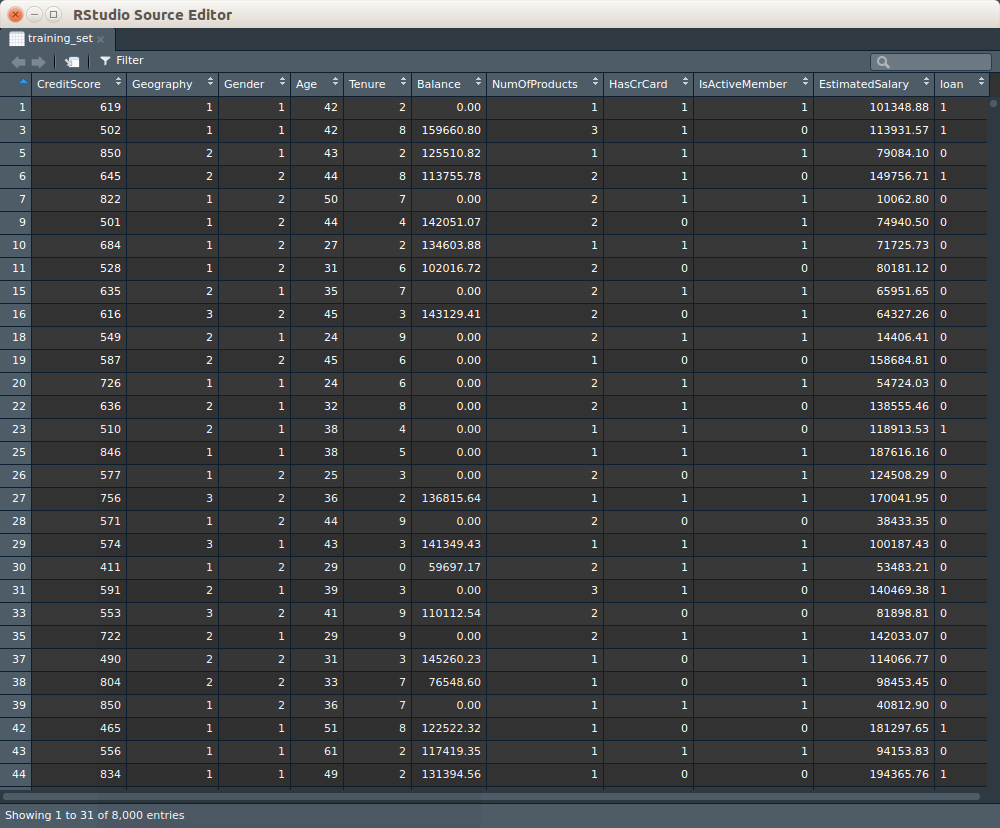 RStudio Source Editor
training_set
Filter
CreditScore Geography Gender Age Tenure Balance NumOfProducts HasCrCard IsActiveMember EstimatedSalary loan
1 619 1 1 42 2 0.00 1 1 1 101348.88 1
3 502 1 1 42 8 159660.80 3 1 0 113931.57 1
5 850 2 1 43 2 125510.82 1 1 1 79084.10 0
6 645 2 2 44 8 113755.78 2 1 0 149756.71 1
7 822 1 2 50 7 0.00 2 1 1 10062.80 0
9 501 1 2 44 4 142051.07 2 0 1 74940.50 0
10 684 1 2 27 2 134603.88 1 1 1 71725.73 0
11 528 1 2 31 6 102016.72 2 0 0 80181.12 0
15 635 2 1 35 7 0.00 2 1 1 65951.65 0
16 616 3 2 45 3 143129.41 2 0 1 64327.26 0
18 549 2 1 24 9 0.00 2 1 1 14406.41 0
19 587 2 2 45 6 0.00 1 0 0 158684.81 0
20 726 1 1 24 6 0.00 2 1 1 54724.03 0
22 636 2 1 32 8 0.00 2 1 0 138555.46 0
23 510 2 1 38 4 0.00 1 1 0 118913.53 1
25 846 1 1 38 5 0.00 1 1 1 187616.16 0
26 577 1 2 25 3 0.00 2 0 1 124508.29 0
27 756 3 2 36 2 136815.64 1 1 1 170041.95 0
28 571 1 2 44 9 0.00 2 0 0 38433.35 0
29 574 3 1 43 3 141349.43 1 1 1 100187.43 0
30 411 1 2 29 0 59697.17 2 1 1 53483.21 0
31 591 2 1 39 3 0.00 3 1 0 140469.38 1
33 553 3 2 41 9 110112.54 2 0 0 81898.81 0
35 722 2 1 29 9 0.00 2 1 1 142033.07 0
37 490 2 2 31 3 145260.23 1 0 1 114066.77 0
38 804 2 2 33 7 76548.60 1 0 1 98453.45 0
39 850 1 2 36 7 0.00 1 1 1 40812.90 0
42 465 1 1 51 8 122522.32 1 0 0 181297.65 1
43 556 1 1 61 2 117419.35 1 1 1 94153.83 0
44 834 1 1 49 2 131394.56 1 0 0 194365.76 1
Showing 1 to 31 of 8,000 entries